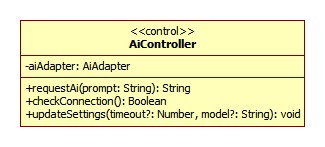 <<control>>
AiController
-aiAdapter: AiAdapter
+requestAi(prompt: String): String
+checkConnection(): Boolean
+updateSettings(timeout?: Number, model?: String): void